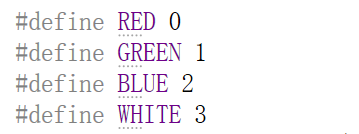 #define RED 0
#define GREEN 1
#define BLUE 2
#define WHITE 3